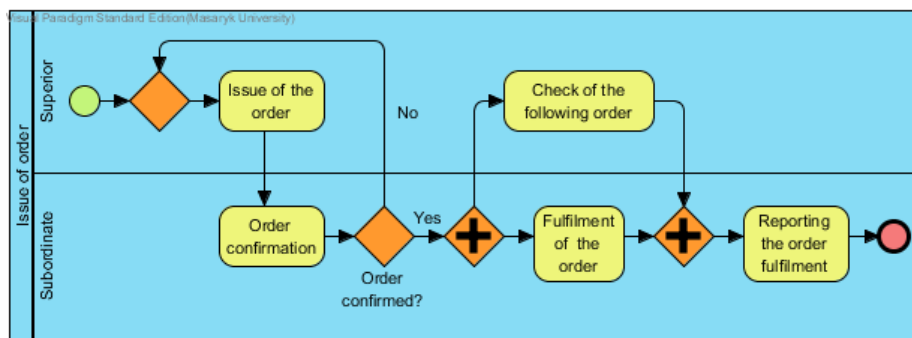 Visual Paradigm Standard Edition(Masaryk University)
Issue of order
Superior
Issue of the
order
Check of the
following order
No
Subordinate
Order
confirmation
Yes
Order
confirmed?
Fulfilment
of the
order
Reporting
the order
fulfilment